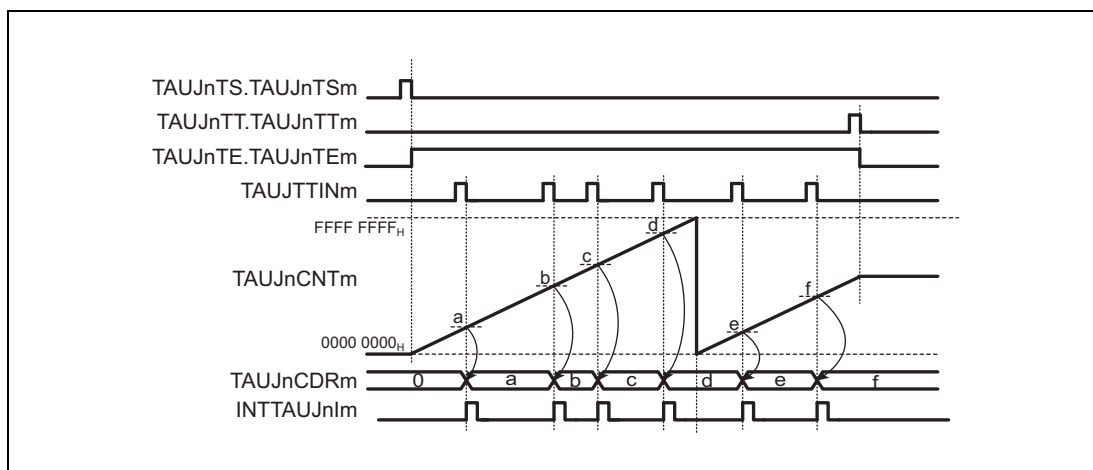 TAUJnTS.TAUJnTSm
TAUJnTT.TAUJnTTm
TAUJnTE.TAUJnTEm
TAUJTTINm
FFFF FFFFH
TAUJnCNTm
a
b
c
d
e
f
0000 0000H
TAUJnCDRm
0 a b c d e f
INTTAUJnIm